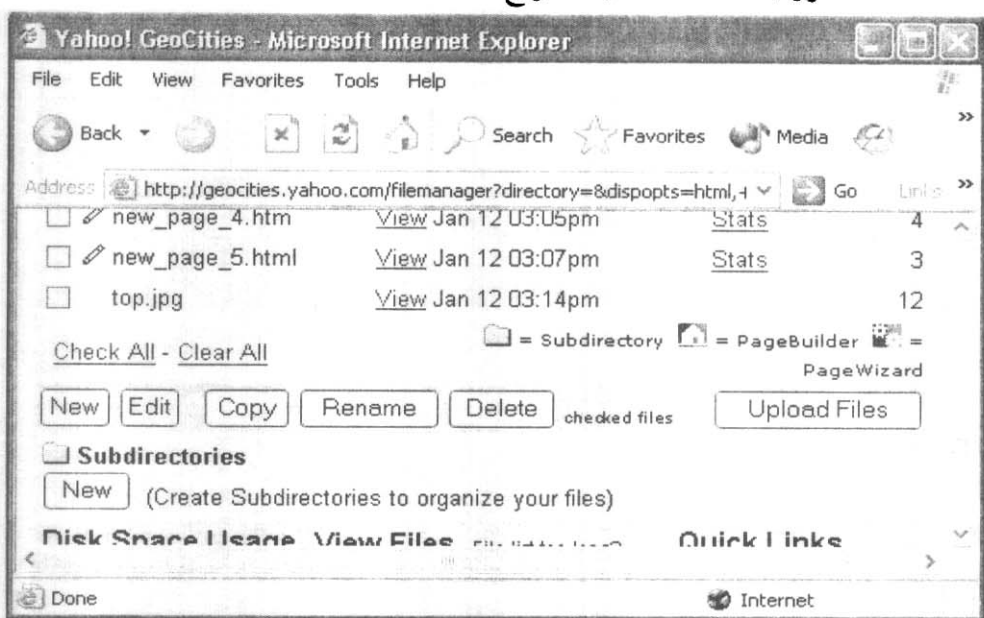 Yahoo! GeoCities - Microsoft Internet Explorer
File Edit View Favorites Tools Help
Back Search Favorites Media
Address http://geocities.yahoo.com/filemanager?directory=&dispopts=html,+ Go Links
new_page_4.htm View Jan 12 03:05pm Stats 4
new_page_5.html View Jan 12 03:07pm Stats 3
top.jpg View Jan 12 03:14pm 12
Check All - Clear All
= Subdirectory = PageBuilder =
PageWizard
New Edit Copy Rename Delete checked files Upload Files
Subdirectories
New (Create Subdirectories to organize your files)
Disk Space Usage View Files Quick Links
Done Internet